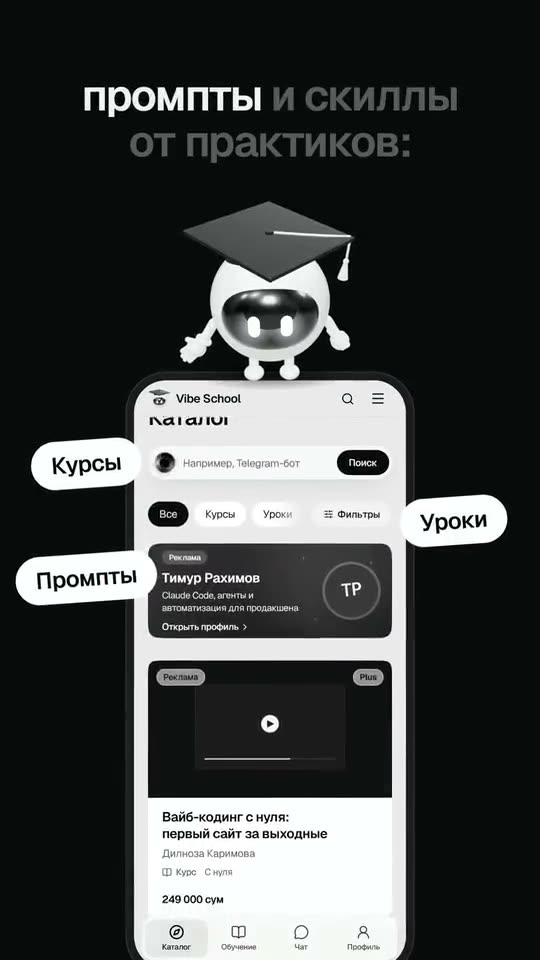 промпты и скиллы
от практиков:
Vibe School
Каталог
Курсы
Например, Telegram-бот
Поиск
Все
Курсы
Уроки
Фильтры
Уроки
Промпты
Реклама
Тимур Рахимов
Claude Code, агенты и
автоматизация для продакшена
Открыть профиль >
TP
Реклама
Plus
Вайб-кодинг с нуля:
первый сайт за выходные
Дилноза Каримова
Курс С нуля
249 000 сум
Каталог
Обучение
Чат
Профиль